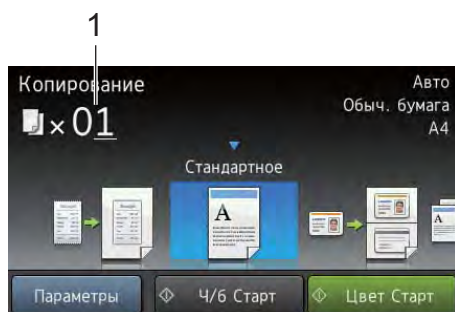 1
Копирование
Авто
Обыч. бумага
A4
×01
Стандартное
A
Параметры
Ч/б Старт
Цвет Старт